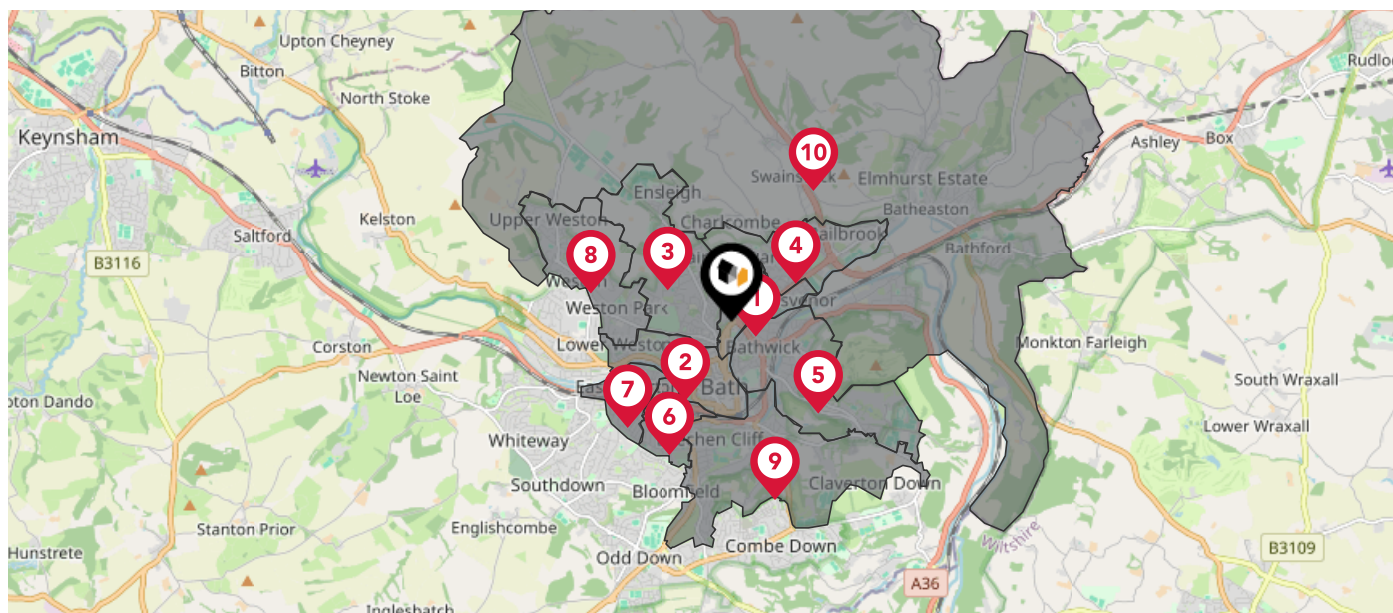 Upton Cheyney
Bitton
North Stoke
Keynsham
Rudlo
Box
Ashley
10
Ensleigh
Elmhurst Estate
Batheaston
Upper Weston
Charlcombe
Kelston
Saltford
B3116
8
3
4
Bathford
1
Weston Park
Lower Weston
Bathwick
Corston
Monkton Farleigh
2
5
Newton Saint
Loe
7
Bath
South Wraxall
6
Lower Wraxall
Whiteway
9
Southdown
Bloomfield
Claverton Down
Stanton Prior
Englishcombe
Wiltshire
Hunstrete
Odd Down
Combe Down
B3109
A36
Inglesbatch